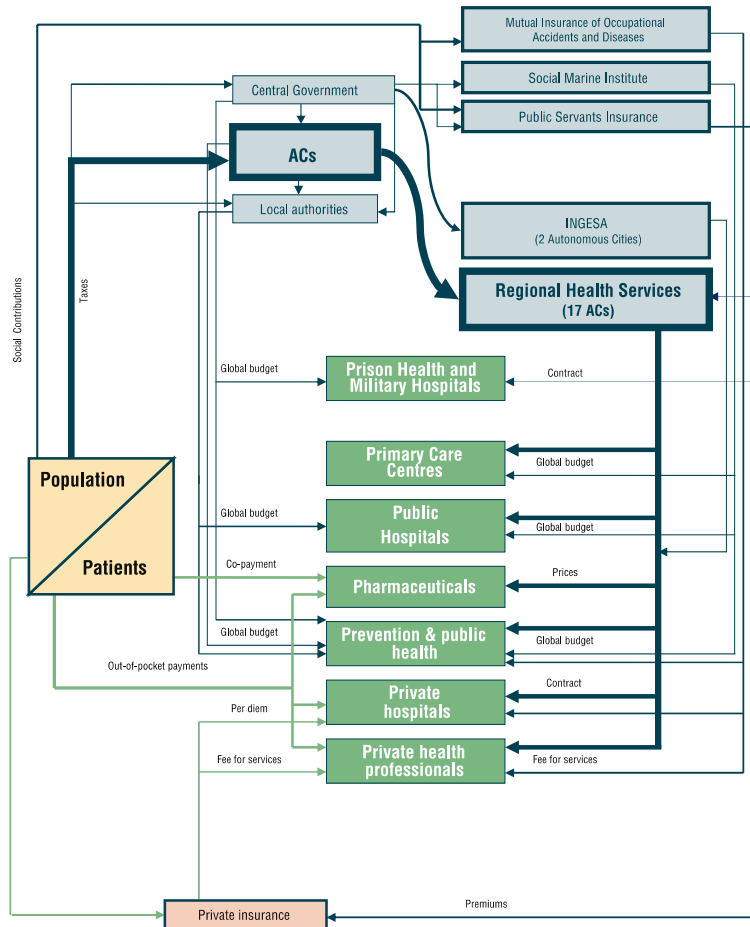 Mutual Insurance of Occupational
Accidents and Diseases
Social Marine Institute
Central Government
Public Servants Insurance
ACs
Local authorities
INGESA
(2 Autonomous Cities)
Regional Health Services
(17 ACs)
Social Contributions
Taxes
Global budget
Prison Health and
Military Hospitals
Contract
Primary Care
Centres
Global budget
Population
Patients
Global budget
Public
Hospitals
Global budget
Co-payment
Pharmaceuticals
Prices
Global budget
Prevention & public
health
Global budget
Out-of-pocket payments
Per diem
Private
hospitals
Contract
Fee for services
Private health
professionals
Fee for services
Private insurance
Premiums